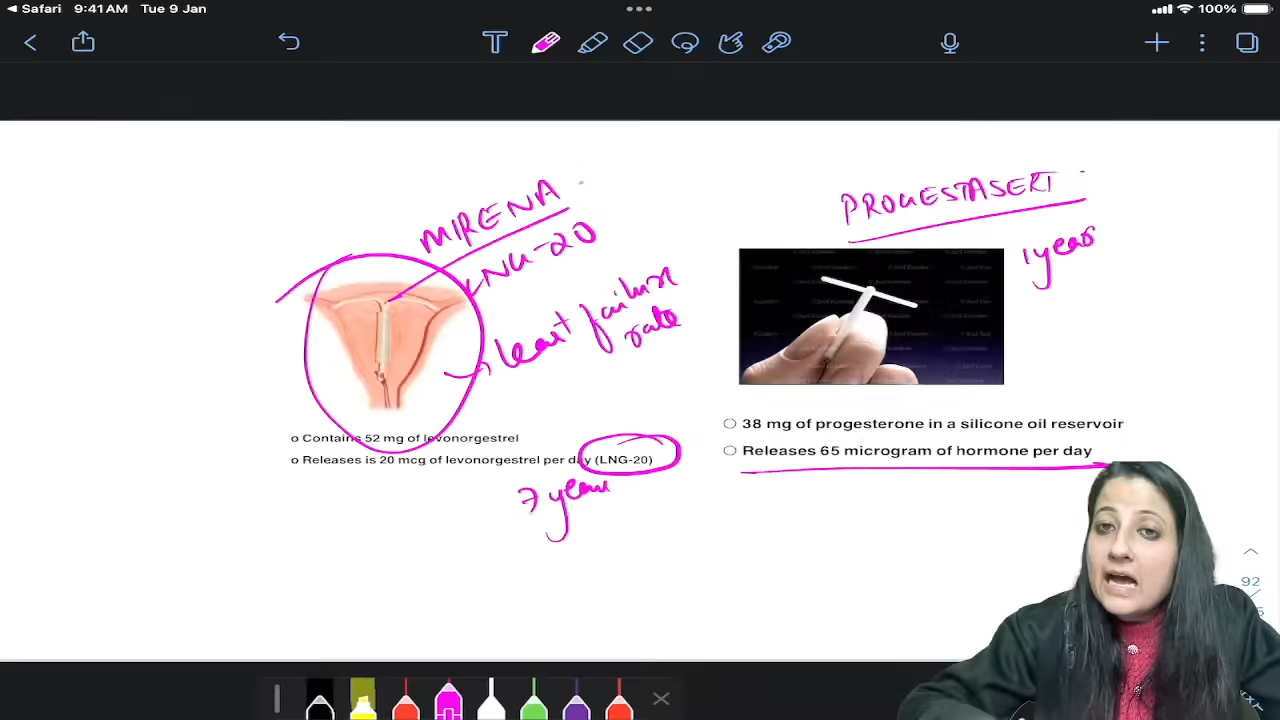 Safari 9:41 AM Tue 9 Jan
100%
T
MIRENA
LNG-20
least failure
rate
o Contains 52 mg of levonorgestrel
o Releases is 20 mcg of levonorgestrel per day (LNG-20)
7 years
PROGESTASERT
1 year
38 mg of progesterone in a silicone oil reservoir
Releases 65 microgram of hormone per day
92